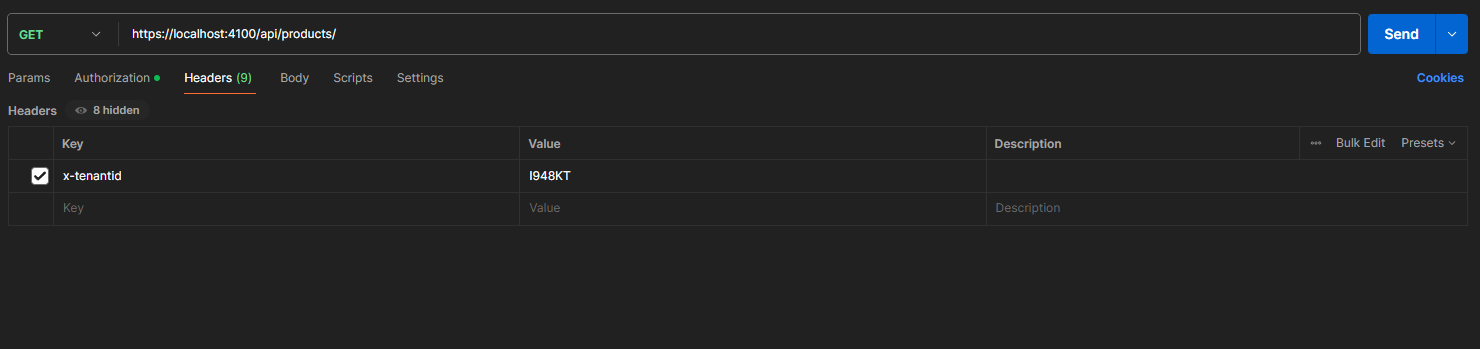 GET https://localhost:4100/api/products/ Send
Params Authorization Headers (9) Body Scripts Settings Cookies
Headers 8 hidden
Key Value Description Bulk Edit Presets
x-tenantid I948KT
Key Value Description